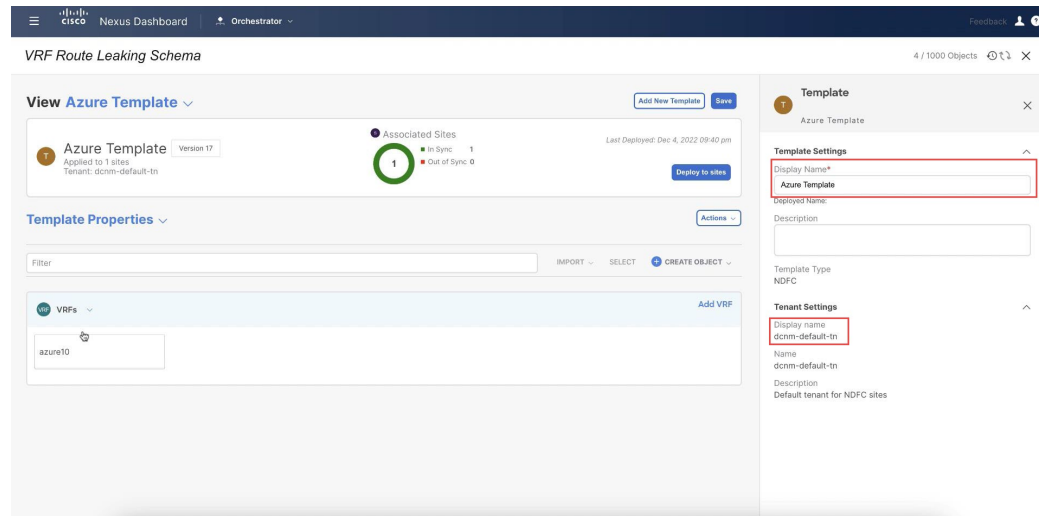 cisco Nexus Dashboard Orchestrator Feedback
VRF Route Leaking Schema
4 / 1000 Objects
View Azure Template
Add New Template Save
T Azure Template Version 17
Applied to 1 sites
Tenant: dcnm-default-tn
Associated Sites
1
In Sync 1
Out of Sync 0
Last Deployed: Dec 4, 2022 09:40 pm
Deploy to sites
Template Properties
Actions
Filter
IMPORT SELECT CREATE OBJECT
VRF VRFs Add VRF
azure10
T Template
Azure Template
Template Settings
Display Name*
Azure Template
Deployed Name:
Description
Template Type
NDFC
Tenant Settings
Display name
dcnm-default-tn
Name
dcnm-default-tn
Description
Default tenant for NDFC sites